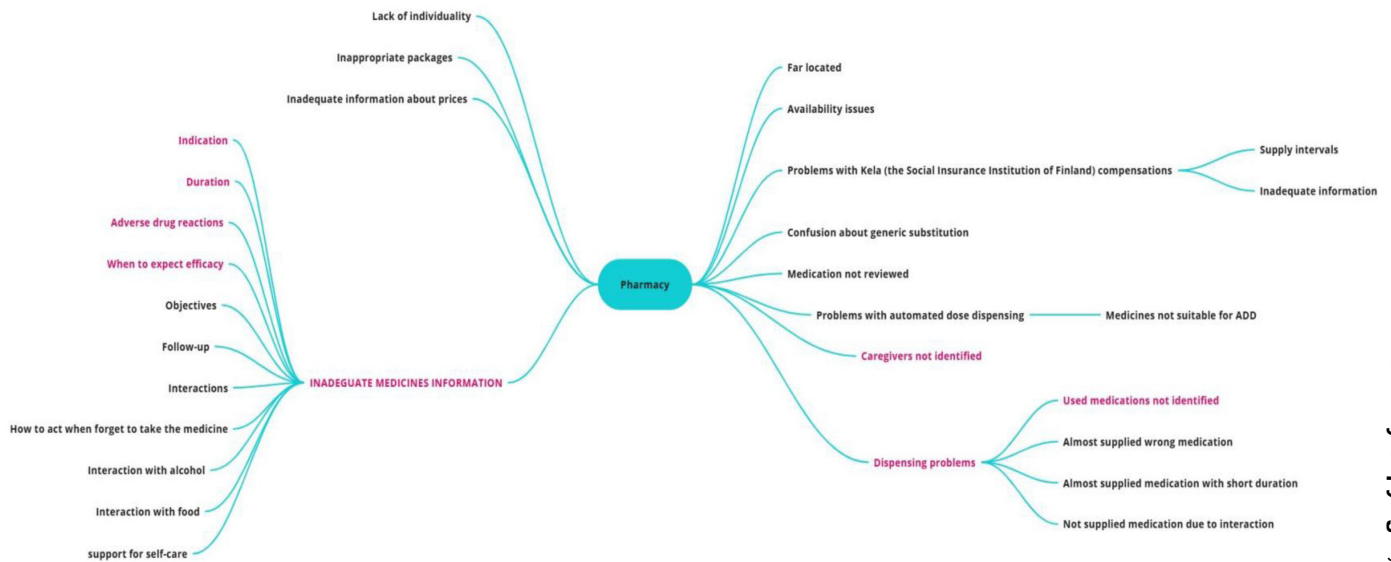 Lack of individuality
Inappropriate packages
Inadequate information about prices
Indication
Duration
Adverse drug reactions
When to expect efficacy
Objectives
Follow-up
INADEGUATE MEDICINES INFORMATION
Interactions
How to act when forget to take the medicine
Interaction with alcohol
Interaction with food
support for self-care
Pharmacy
Far located
Availability issues
Problems with Kela (the Social Insurance Institution of Finland) compensations
Supply intervals
Inadequate information
Confusion about generic substitution
Medication not reviewed
Problems with automated dose dispensing
Medicines not suitable for ADD
Caregivers not identified
Dispensing problems
Used medications not identified
Almost supplied wrong medication
Almost supplied medication with short duration
Not supplied medication due to interaction